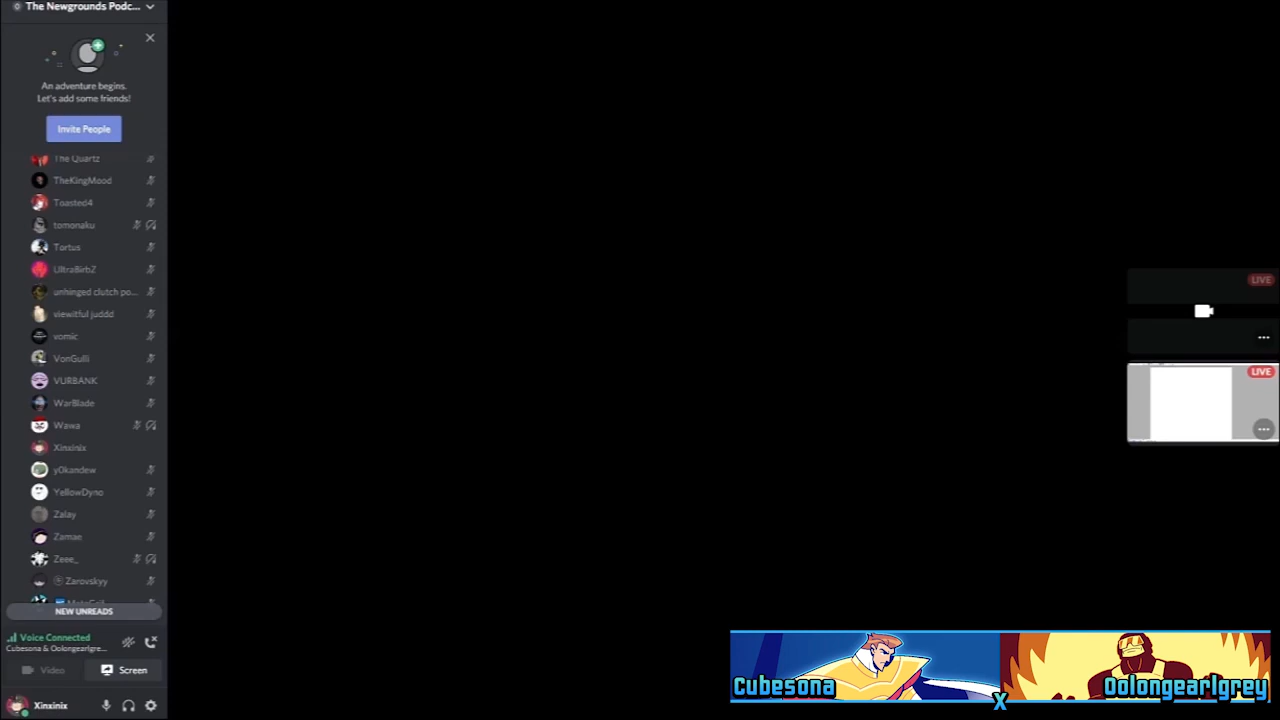 The Newgrounds Podc...
An adventure begins.
Let's add some friends!
Invite People
The Quartz
TheKingMood
Toasted4
tomonaku
Tortus
UltraBirbZ
unhinged clutch po...
viewitful juddd
vomic
VonGulli
VURBANK
WarBlade
Wawa
Xinxinix
y0kandew
YellowDyno
Zalay
Zamae
Zeee_
Zarovskyy
NEW UNREADS
Voice Connected
Cubesona & Oolongearlgre...
Video
Screen
Xinxinix
LIVE
LIVE
Cubesona
X
Oolongearlgrey